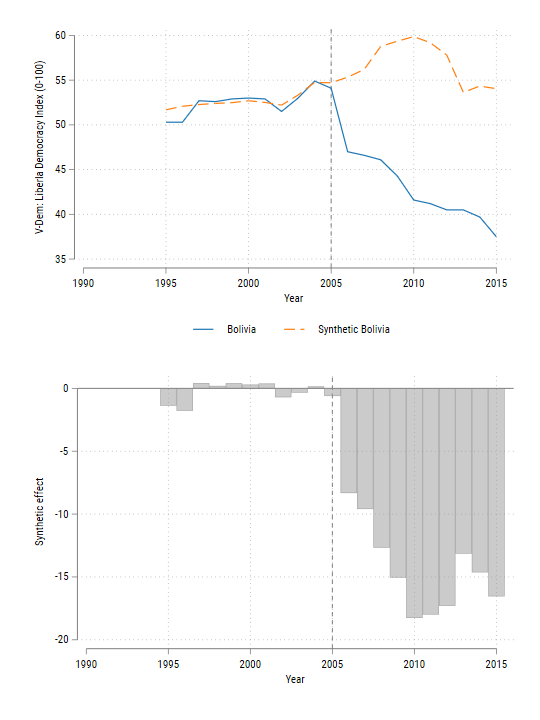 V-Dem: Liberla Democracy Index (0-100)
60
55
50
45
40
35
1990 1995 2000 2005 2010 2015
Year
Bolivia Synthetic Bolivia
Synthetic effect
0
-5
-10
-15
-20
1990 1995 2000 2005 2010 2015
Year